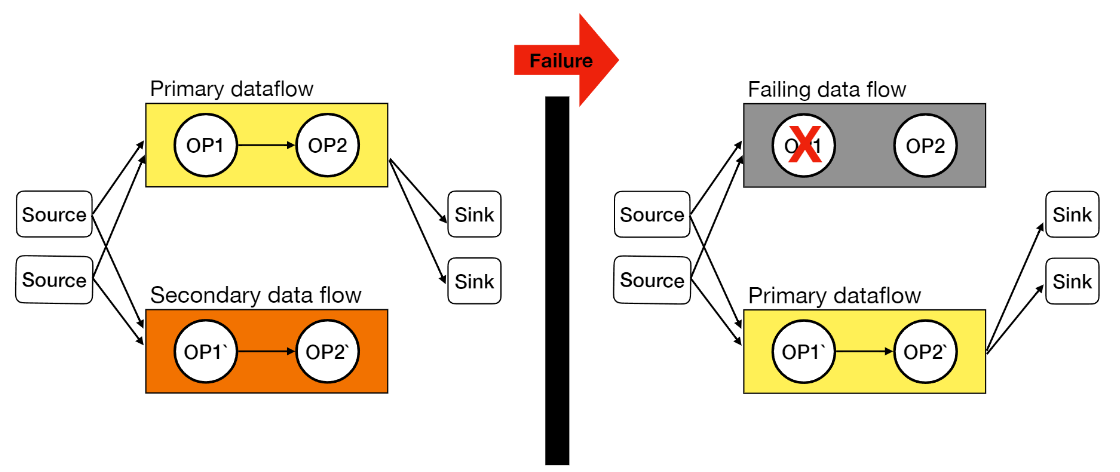 Failure
Primary dataflow
OP1
OP2
Source
Source
Sink
Sink
Secondary data flow
OP1`
OP2`
Failing data flow
OP1
X
OP2
Source
Source
Sink
Sink
Primary dataflow
OP1`
OP2`